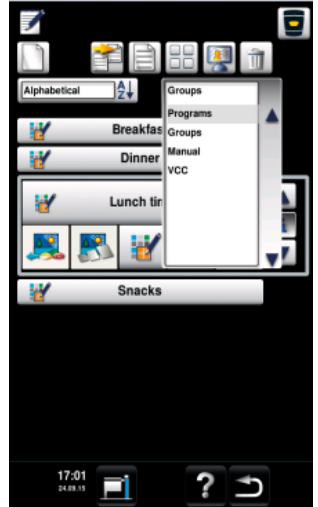 Alphabetical
Groups
Programs
Groups
Manual
VCC
Breakfas
Dinner
Lunch tin
Snacks
17:01
24.09.15
?